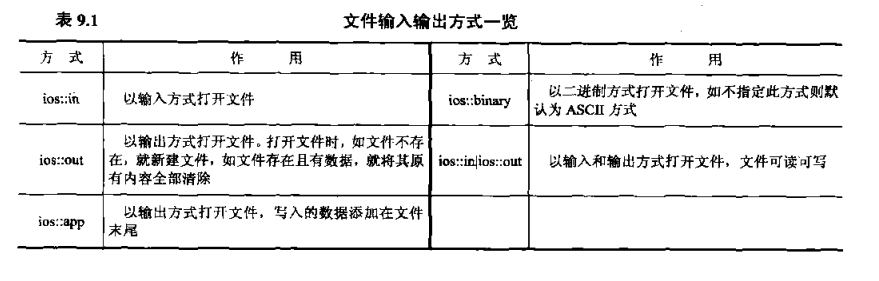 表 9.1 文件输入输出方式一览
方 式 作 用 方 式 作 用
ios::in 以输入方式打开文件 ios::binary 以二进制方式打开文件，如不指定此方式则默
认为 ASCII 方式
ios::out 以输出方式打开文件。打开文件时，如文件不存
在，就新建文件，如文件存在且有数据，就将其原
有内容全部清除
ios::in|ios::out 以输入和输出方式打开文件，文件可读可写
ios::app 以输出方式打开文件，写入的数据添加在文件
末尾